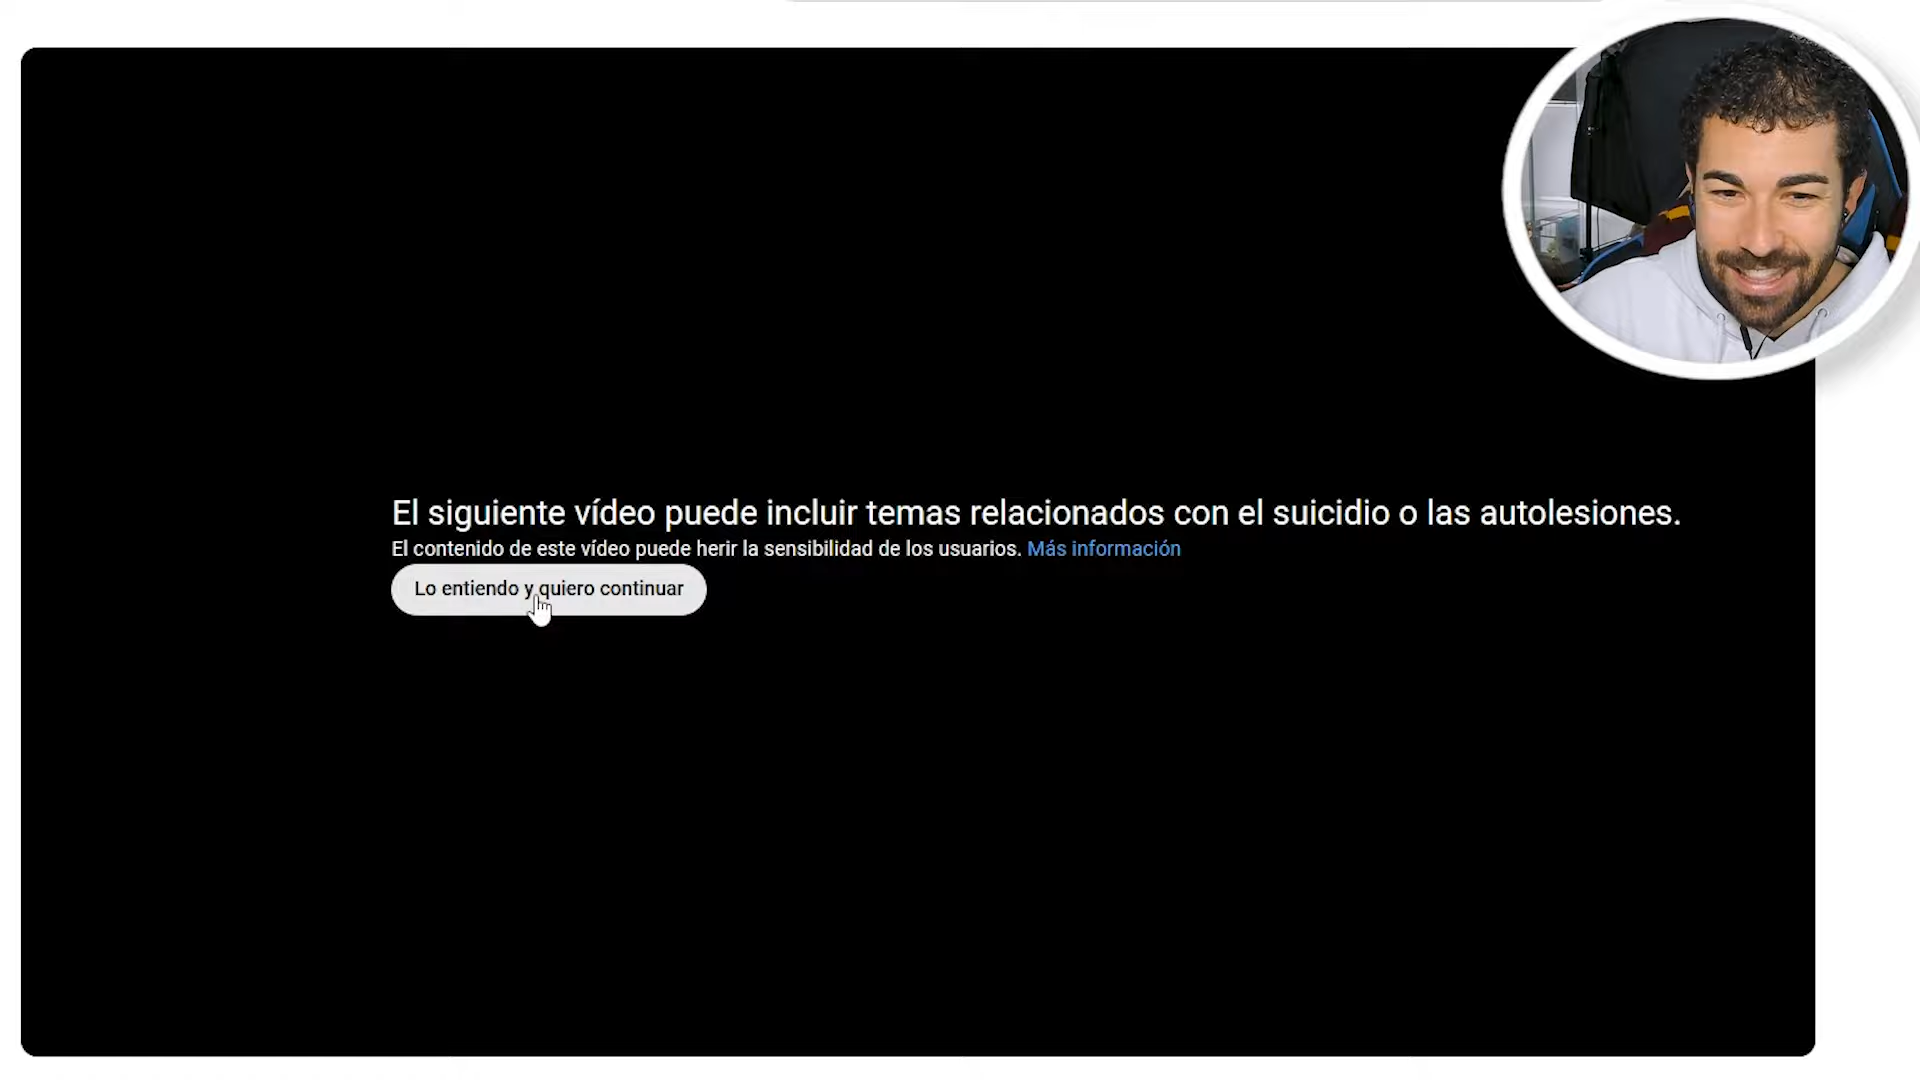 El siguiente vídeo puede incluir temas relacionados con el suicidio o las autolesiones.
El contenido de este vídeo puede herir la sensibilidad de los usuarios. Más información
Lo entiendo y quiero continuar